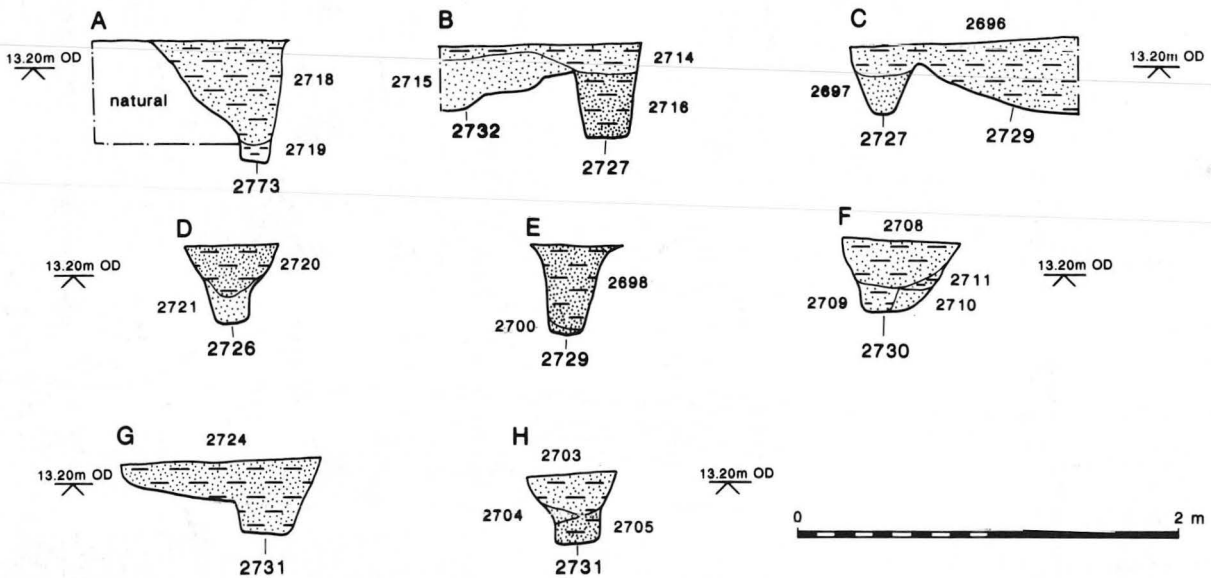 A
B
C
2696
13.20m OD
2718
2714
13.20m OD
2715
natural
2716
2697
2719
2732
2727
2727
2729
2773
D
E
F
2708
13.20m OD
2720
2698
2711
13.20m OD
2721
2709
2710
2700
2726
2729
2730
G
H
2724
2703
13.20m OD
13.20m OD
2704
2705
0
2 m
2731
2731